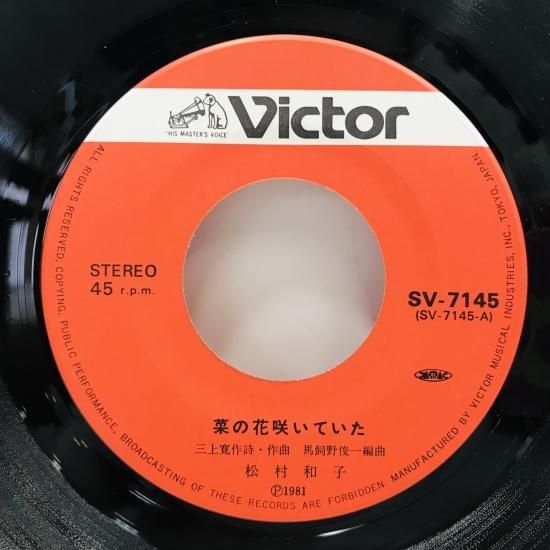 "HIS MASTER'S VOICE"
Victor
STEREO
45 r.p.m.
SV-7145
(SV-7145-A)
JASRAC
菜の花咲いていた
三上寛作詩・作曲 馬飼野俊一編曲
松村和子
Ⓟ1981
ALL RIGHTS RESERVED. COPYING, PUBLIC PERFORMANCE, BROADCASTING OF THESE RECORDS ARE FORBIDDEN. MANUFACTURED BY VICTOR MUSICAL INDUSTRIES, INC., TOKYO, JAPAN.